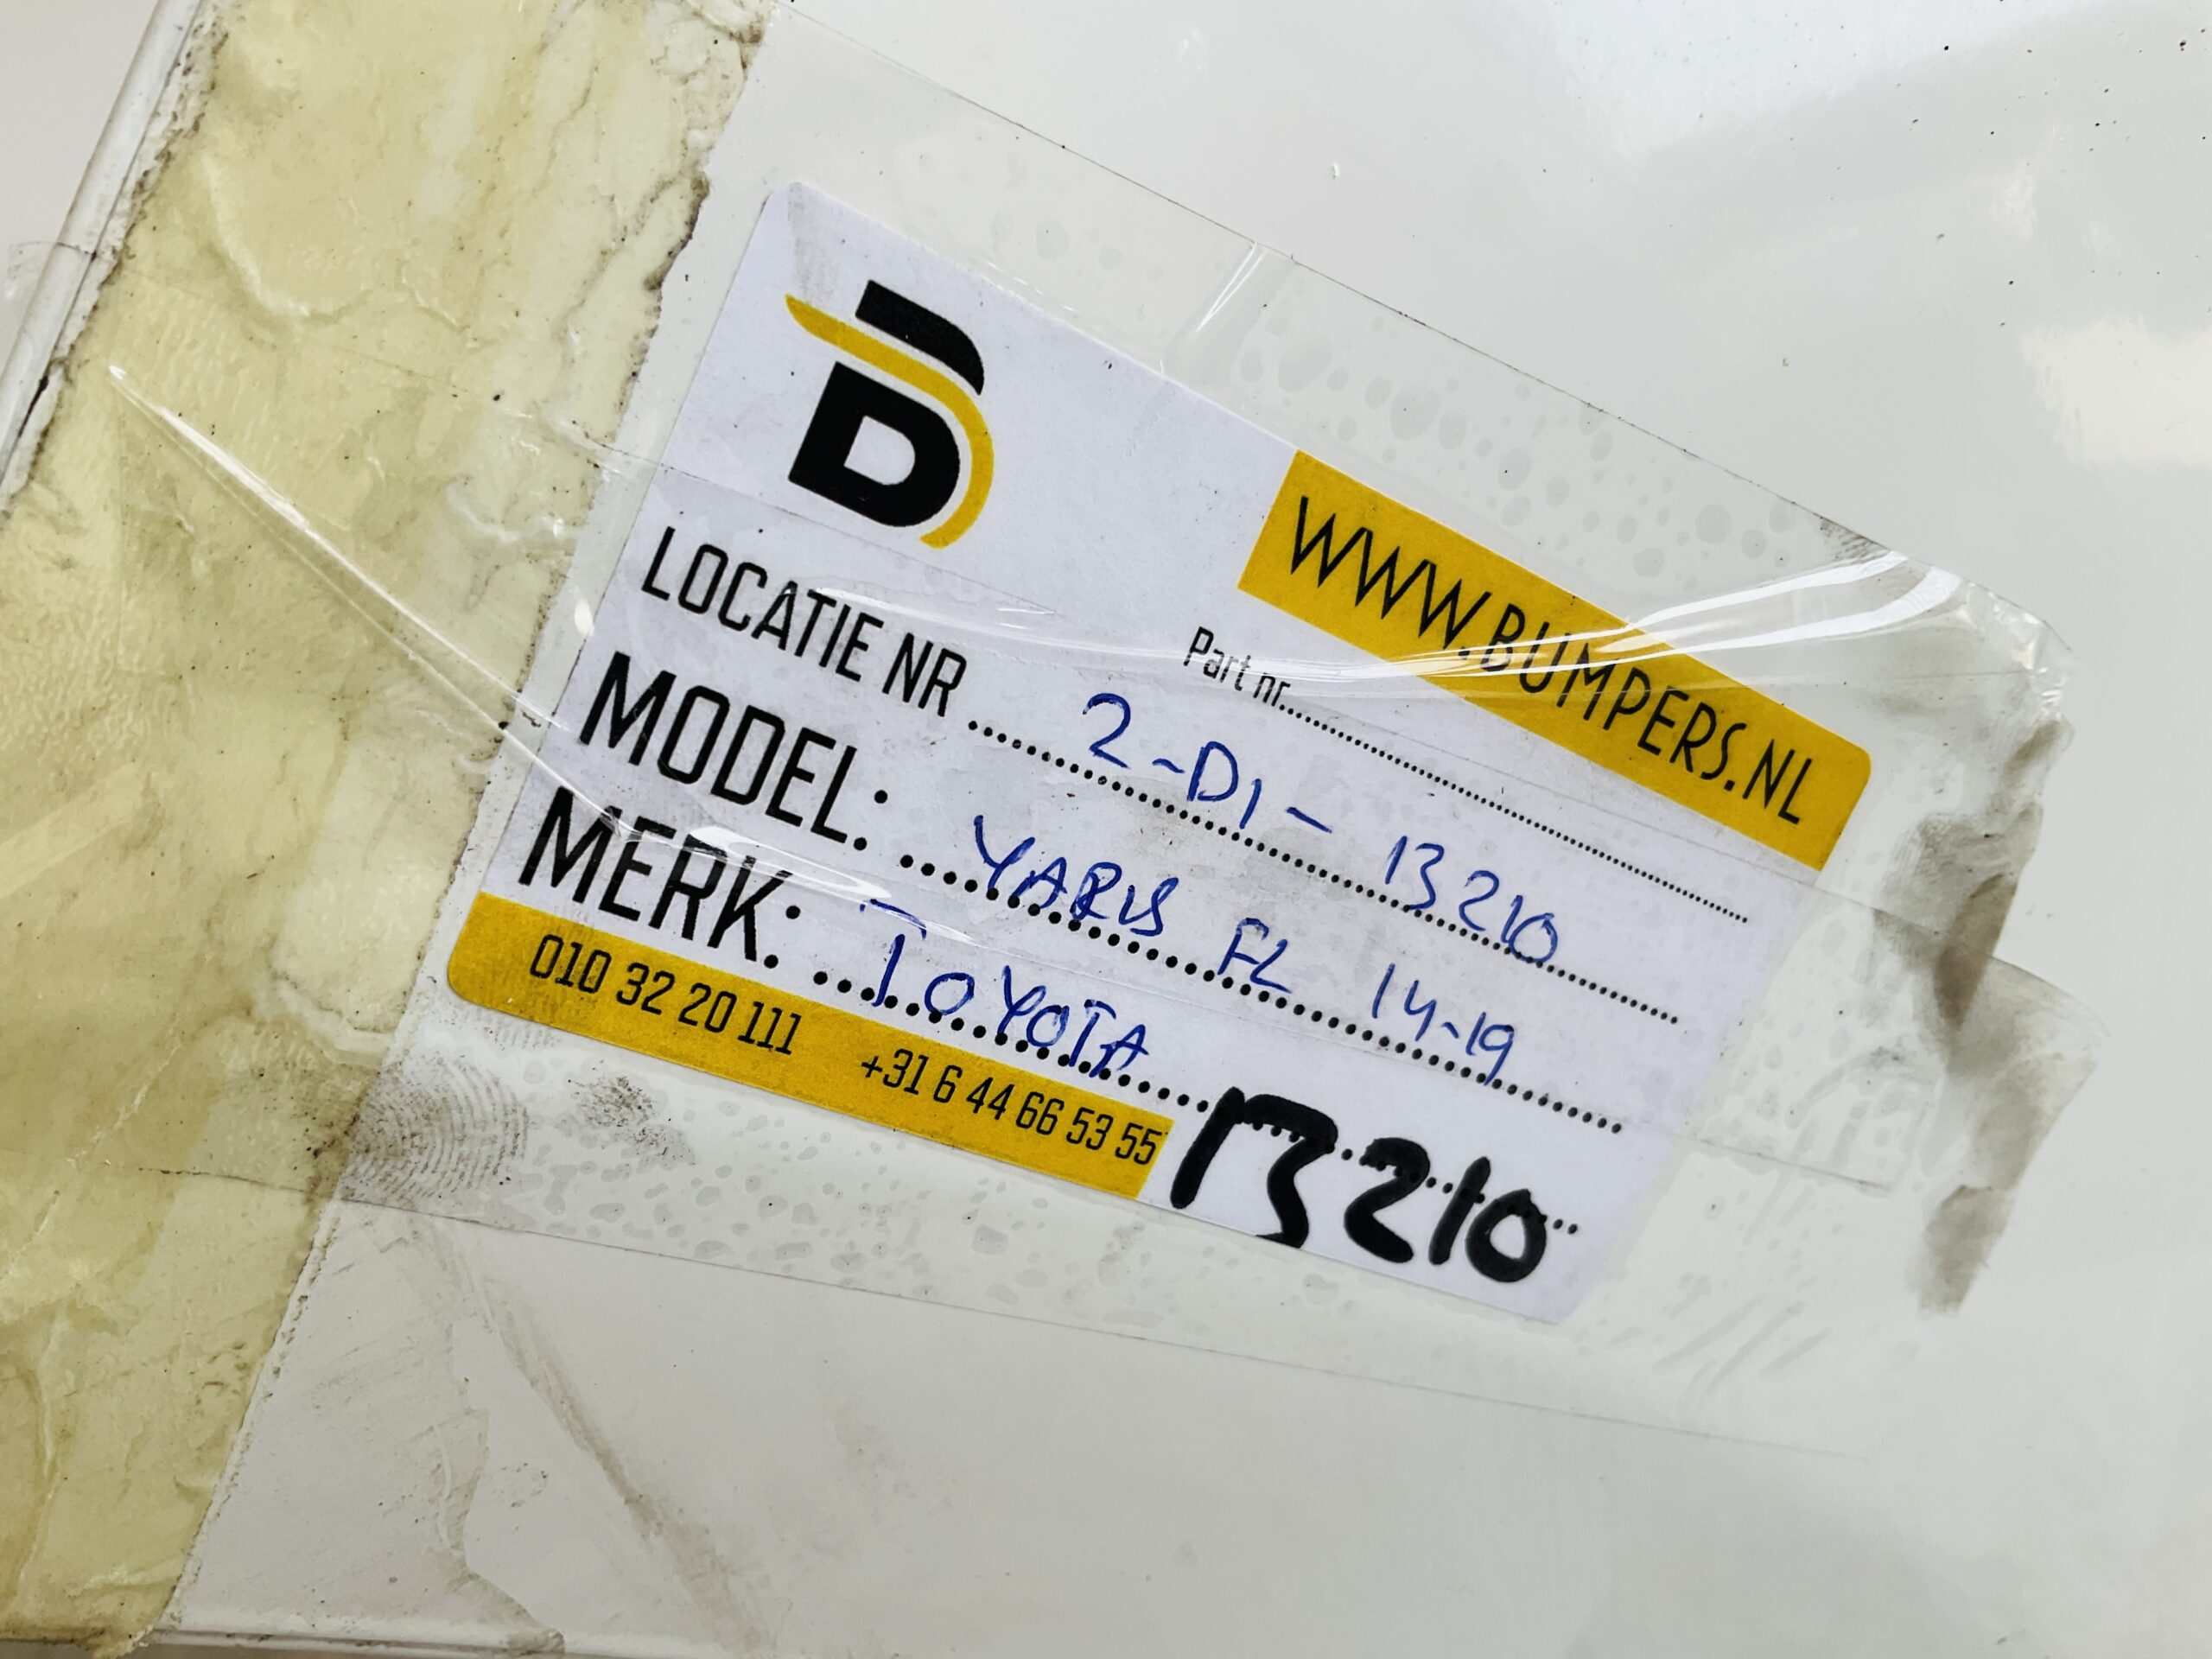 WWW.BUMPERS.NL
Part nr.
LOCATIE NR 2-D1-13210
MODEL: YARIS FL 14-19
MERK: TOYOTA
010 32 20 111 +31 6 44 66 53 55
13210